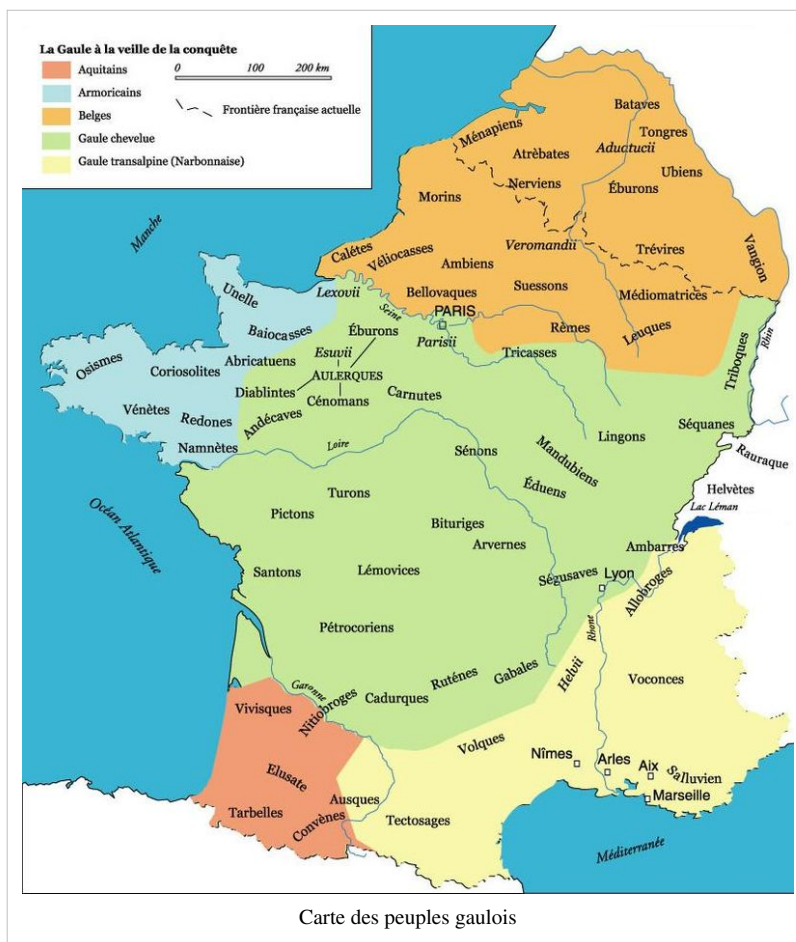 La Gaule à la veille de la conquête
Aquitains
Armoricains
Belges
Gaule chevelue
Gaule transalpine (Narbonnaise)
0 100 200 km
Frontière française actuelle
Manche
Océan Atlantique
Méditerranée
Bataves
Ménapiens
Tongres
Atrèbates
Aduatucii
Ubiens
Nerviens
Éburons
Morins
Veromandii
Trévires
Vangion
Calétes
Véliocasses
Ambiens
Suessons
Médiomatrices
Bellovaques
PARIS
Rêmes
Leuques
Unelle
Lexovii
Seine
Parisii
Tricasses
Triboques
Rhin
Baiocasses
Éburons
Esuvii
Osismes
Coriosolites
Abricatuens
AULERQUES
Diablintes
Cénomans
Carnutes
Vénètes
Redones
Andécaves
Namnètes
Loire
Sénons
Mandubiens
Lingons
Séquanes
Rauraque
Helvètes
Lac Léman
Éduens
Turons
Pictons
Bituriges
Arvernes
Ambarres
Santons
Lémovices
Ségusaves
Lyon
Allobroges
Pétrocoriens
Rhone
Helvii
Voconces
Garonne
Nitiobroges
Cadurques
Ruténes
Gabales
Vivisques
Volques
Nîmes
Arles
Aix
Salluvien
Marseille
Elusate
Ausques
Tarbelles
Convènes
Tectosages
Carte des peuples gaulois